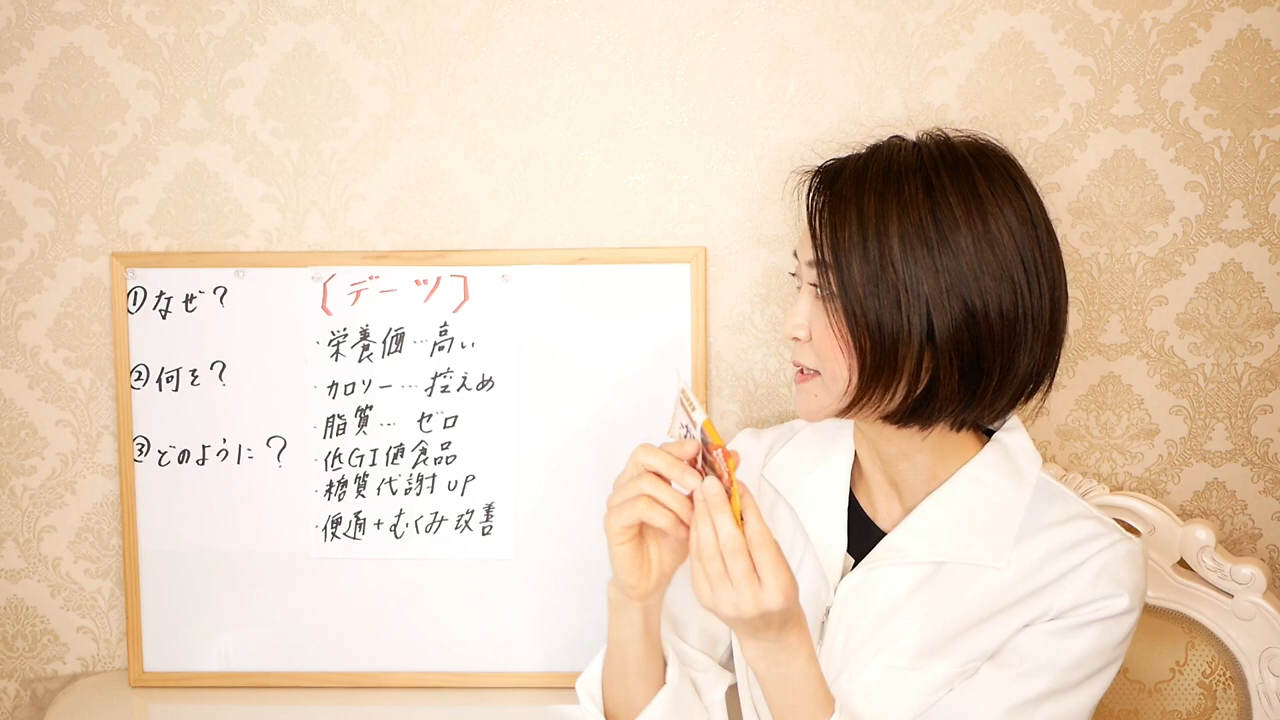 ①なぜ?
②何を?
③どのように?
〔デーツ〕
・栄養価…高い
・カロリー…控えめ
・脂質…ゼロ
・低GI値食品
・糖質代謝UP
・便通+むくみ改善